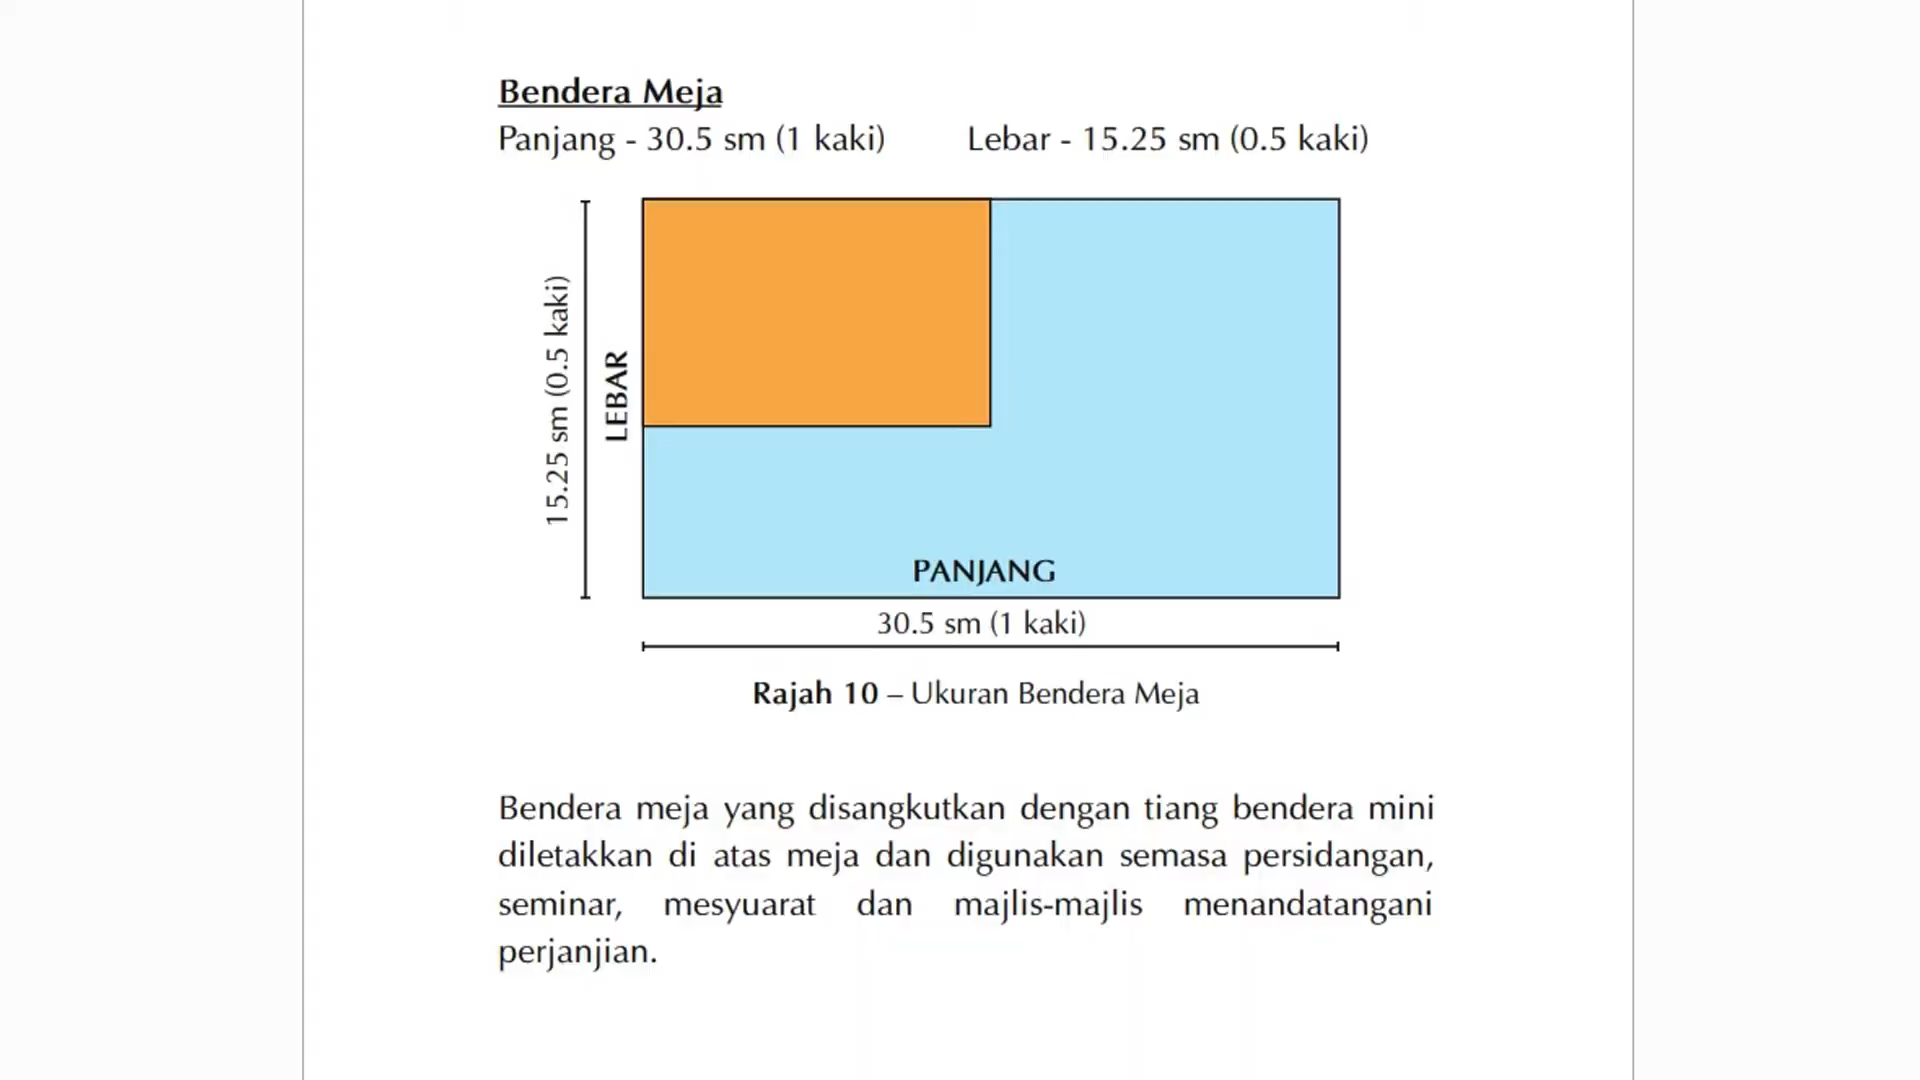 Bendera Meja
Panjang - 30.5 sm (1 kaki) Lebar - 15.25 sm (0.5 kaki)
15.25 sm (0.5 kaki)
LEBAR
PANJANG
30.5 sm (1 kaki)
Rajah 10 – Ukuran Bendera Meja
Bendera meja yang disangkutkan dengan tiang bendera mini
diletakkan di atas meja dan digunakan semasa persidangan,
seminar, mesyuarat dan majlis-majlis menandatangani
perjanjian.